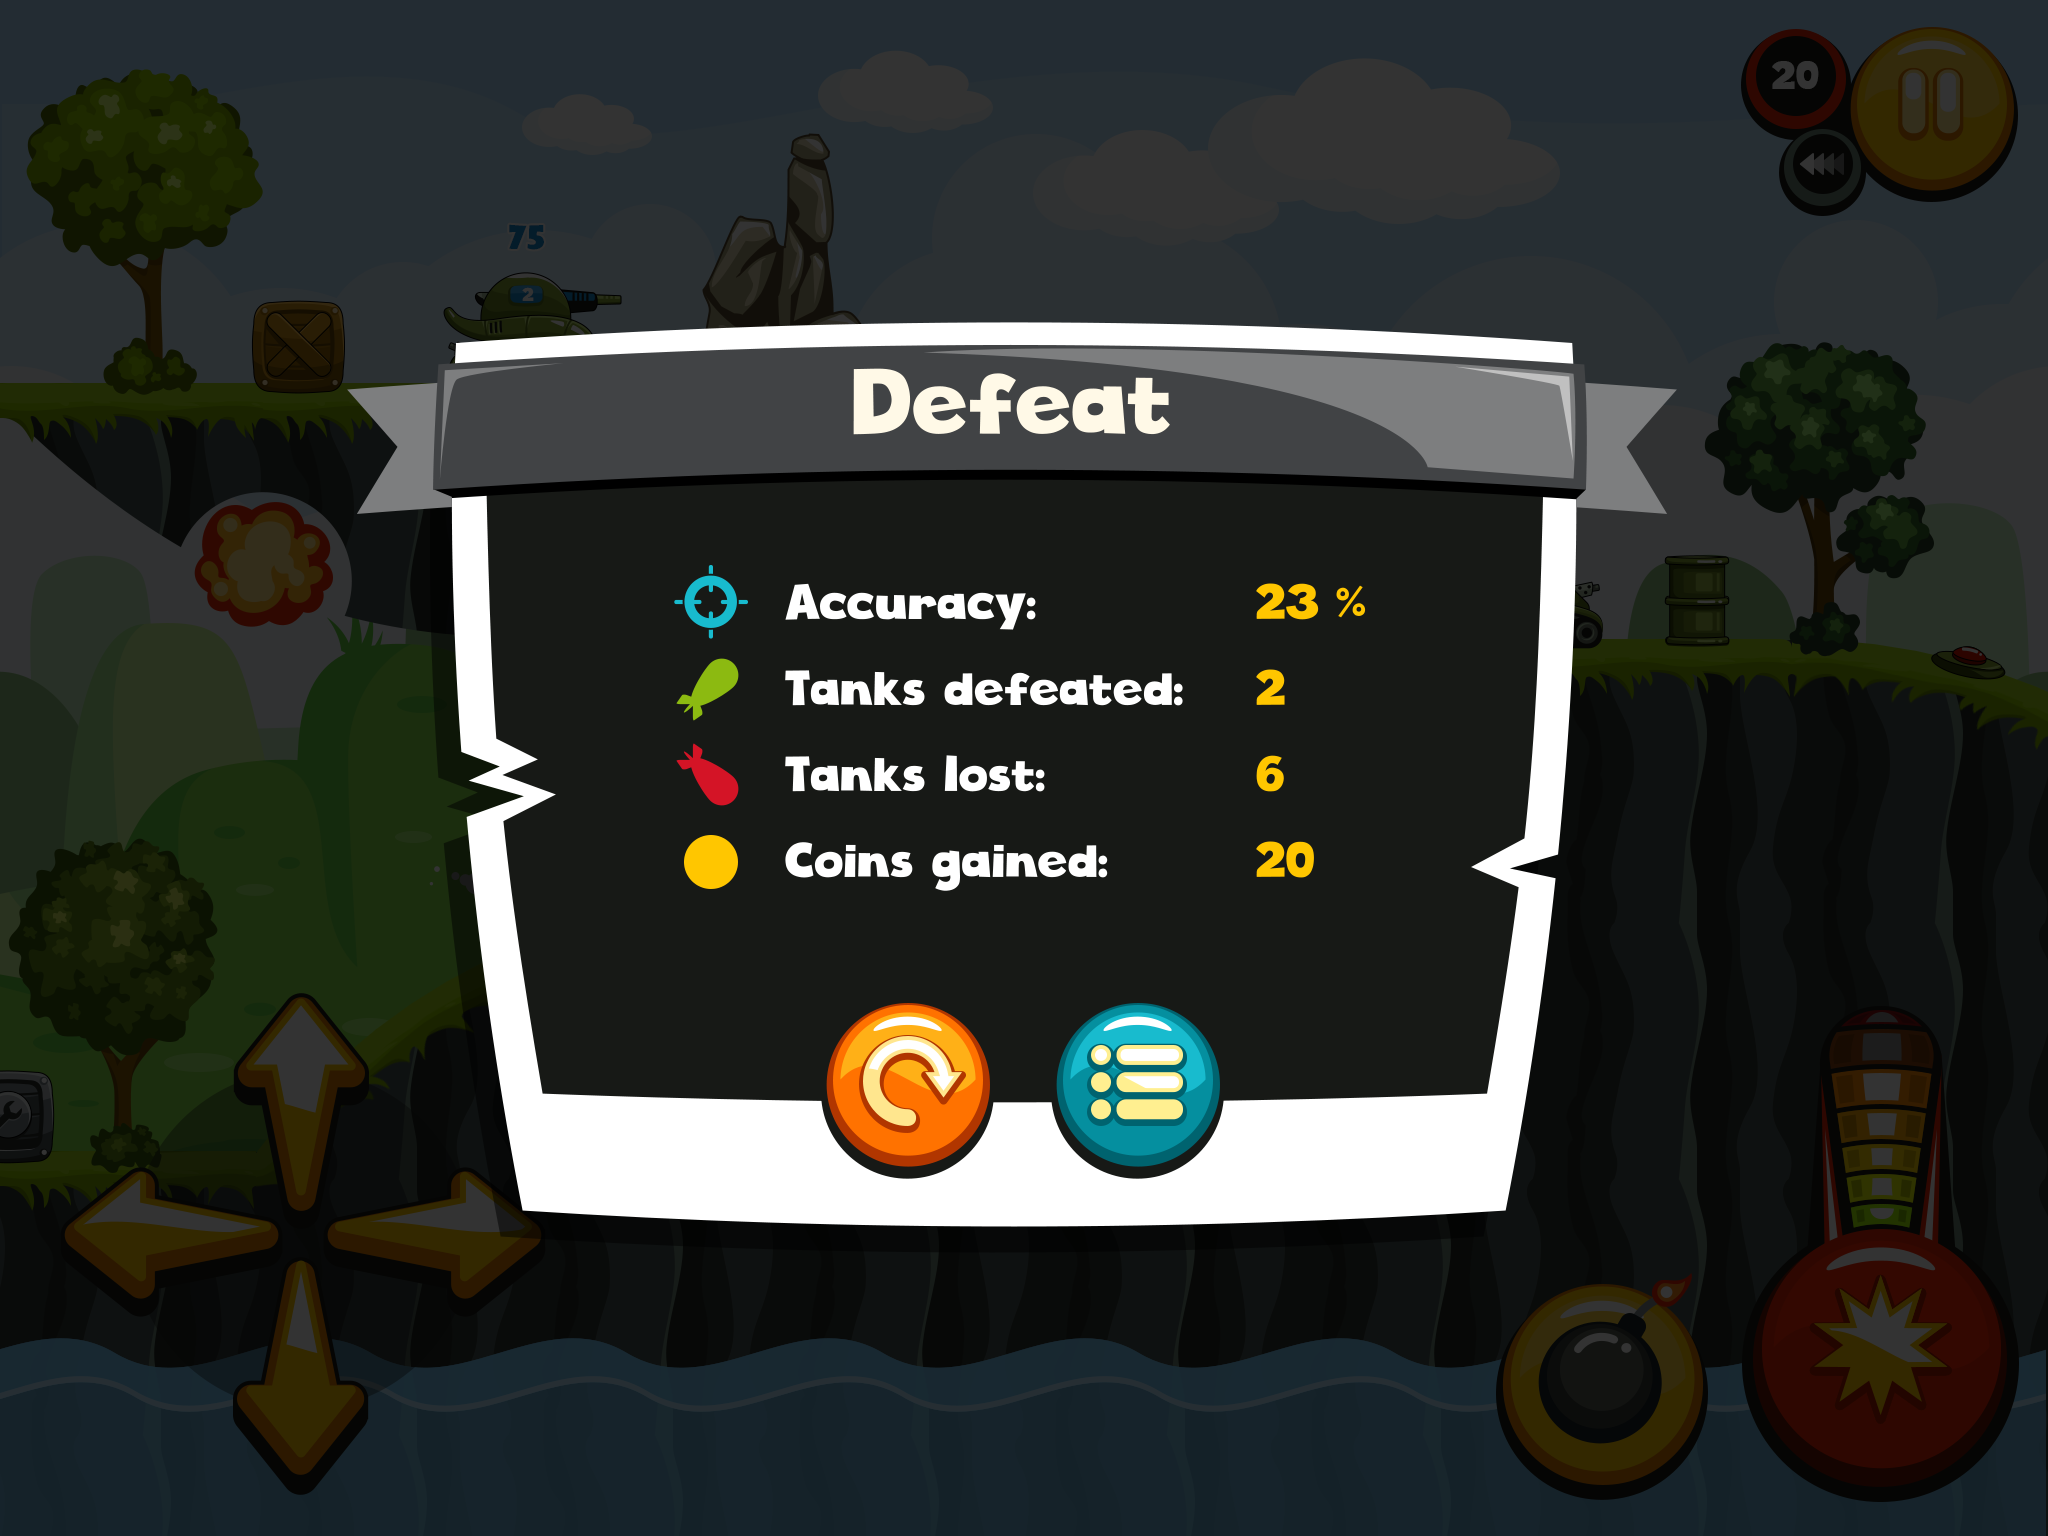 20
75
2
Defeat
Accuracy: 23 %
Tanks defeated: 2
Tanks lost: 6
Coins gained: 20